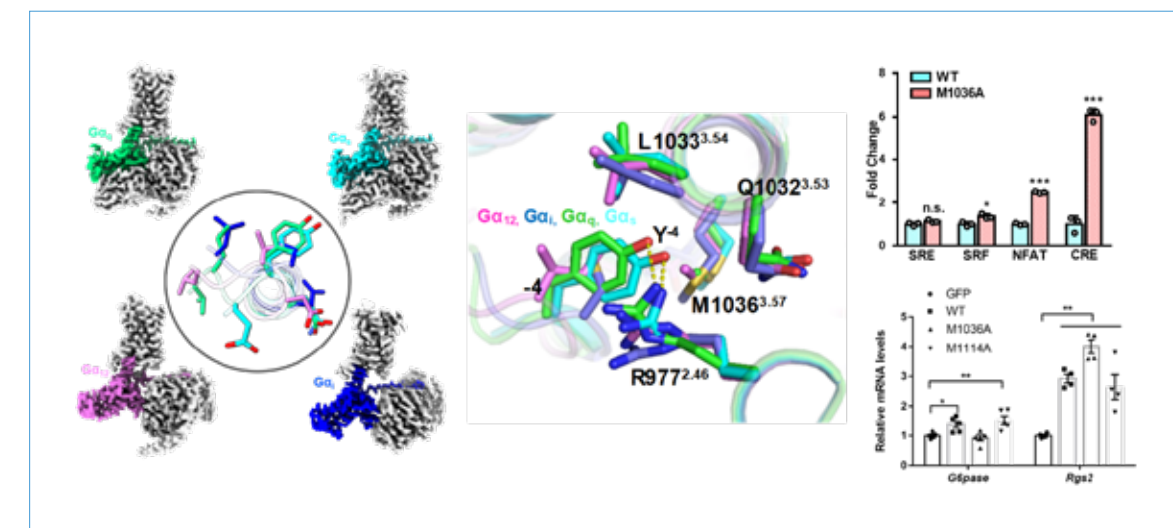 Gαq
Gαs
Gα12
Gαi
L1033³·⁵⁴
Q1032³·⁵³
Gα₁₂, Gαᵢ, Gα_q, Gαₛ
Y⁻⁴
-4
M1036³·⁵⁷
R977²·⁴⁶
WT
M1036A
Fold Change
8
6
4
2
0
n.s.
*
***
***
SRE SRF NFAT CRE
GFP
WT
M1036A
M1114A
Relative mRNA levels
5
4
3
2
1
0
*
**
**
G6pase Rgs2